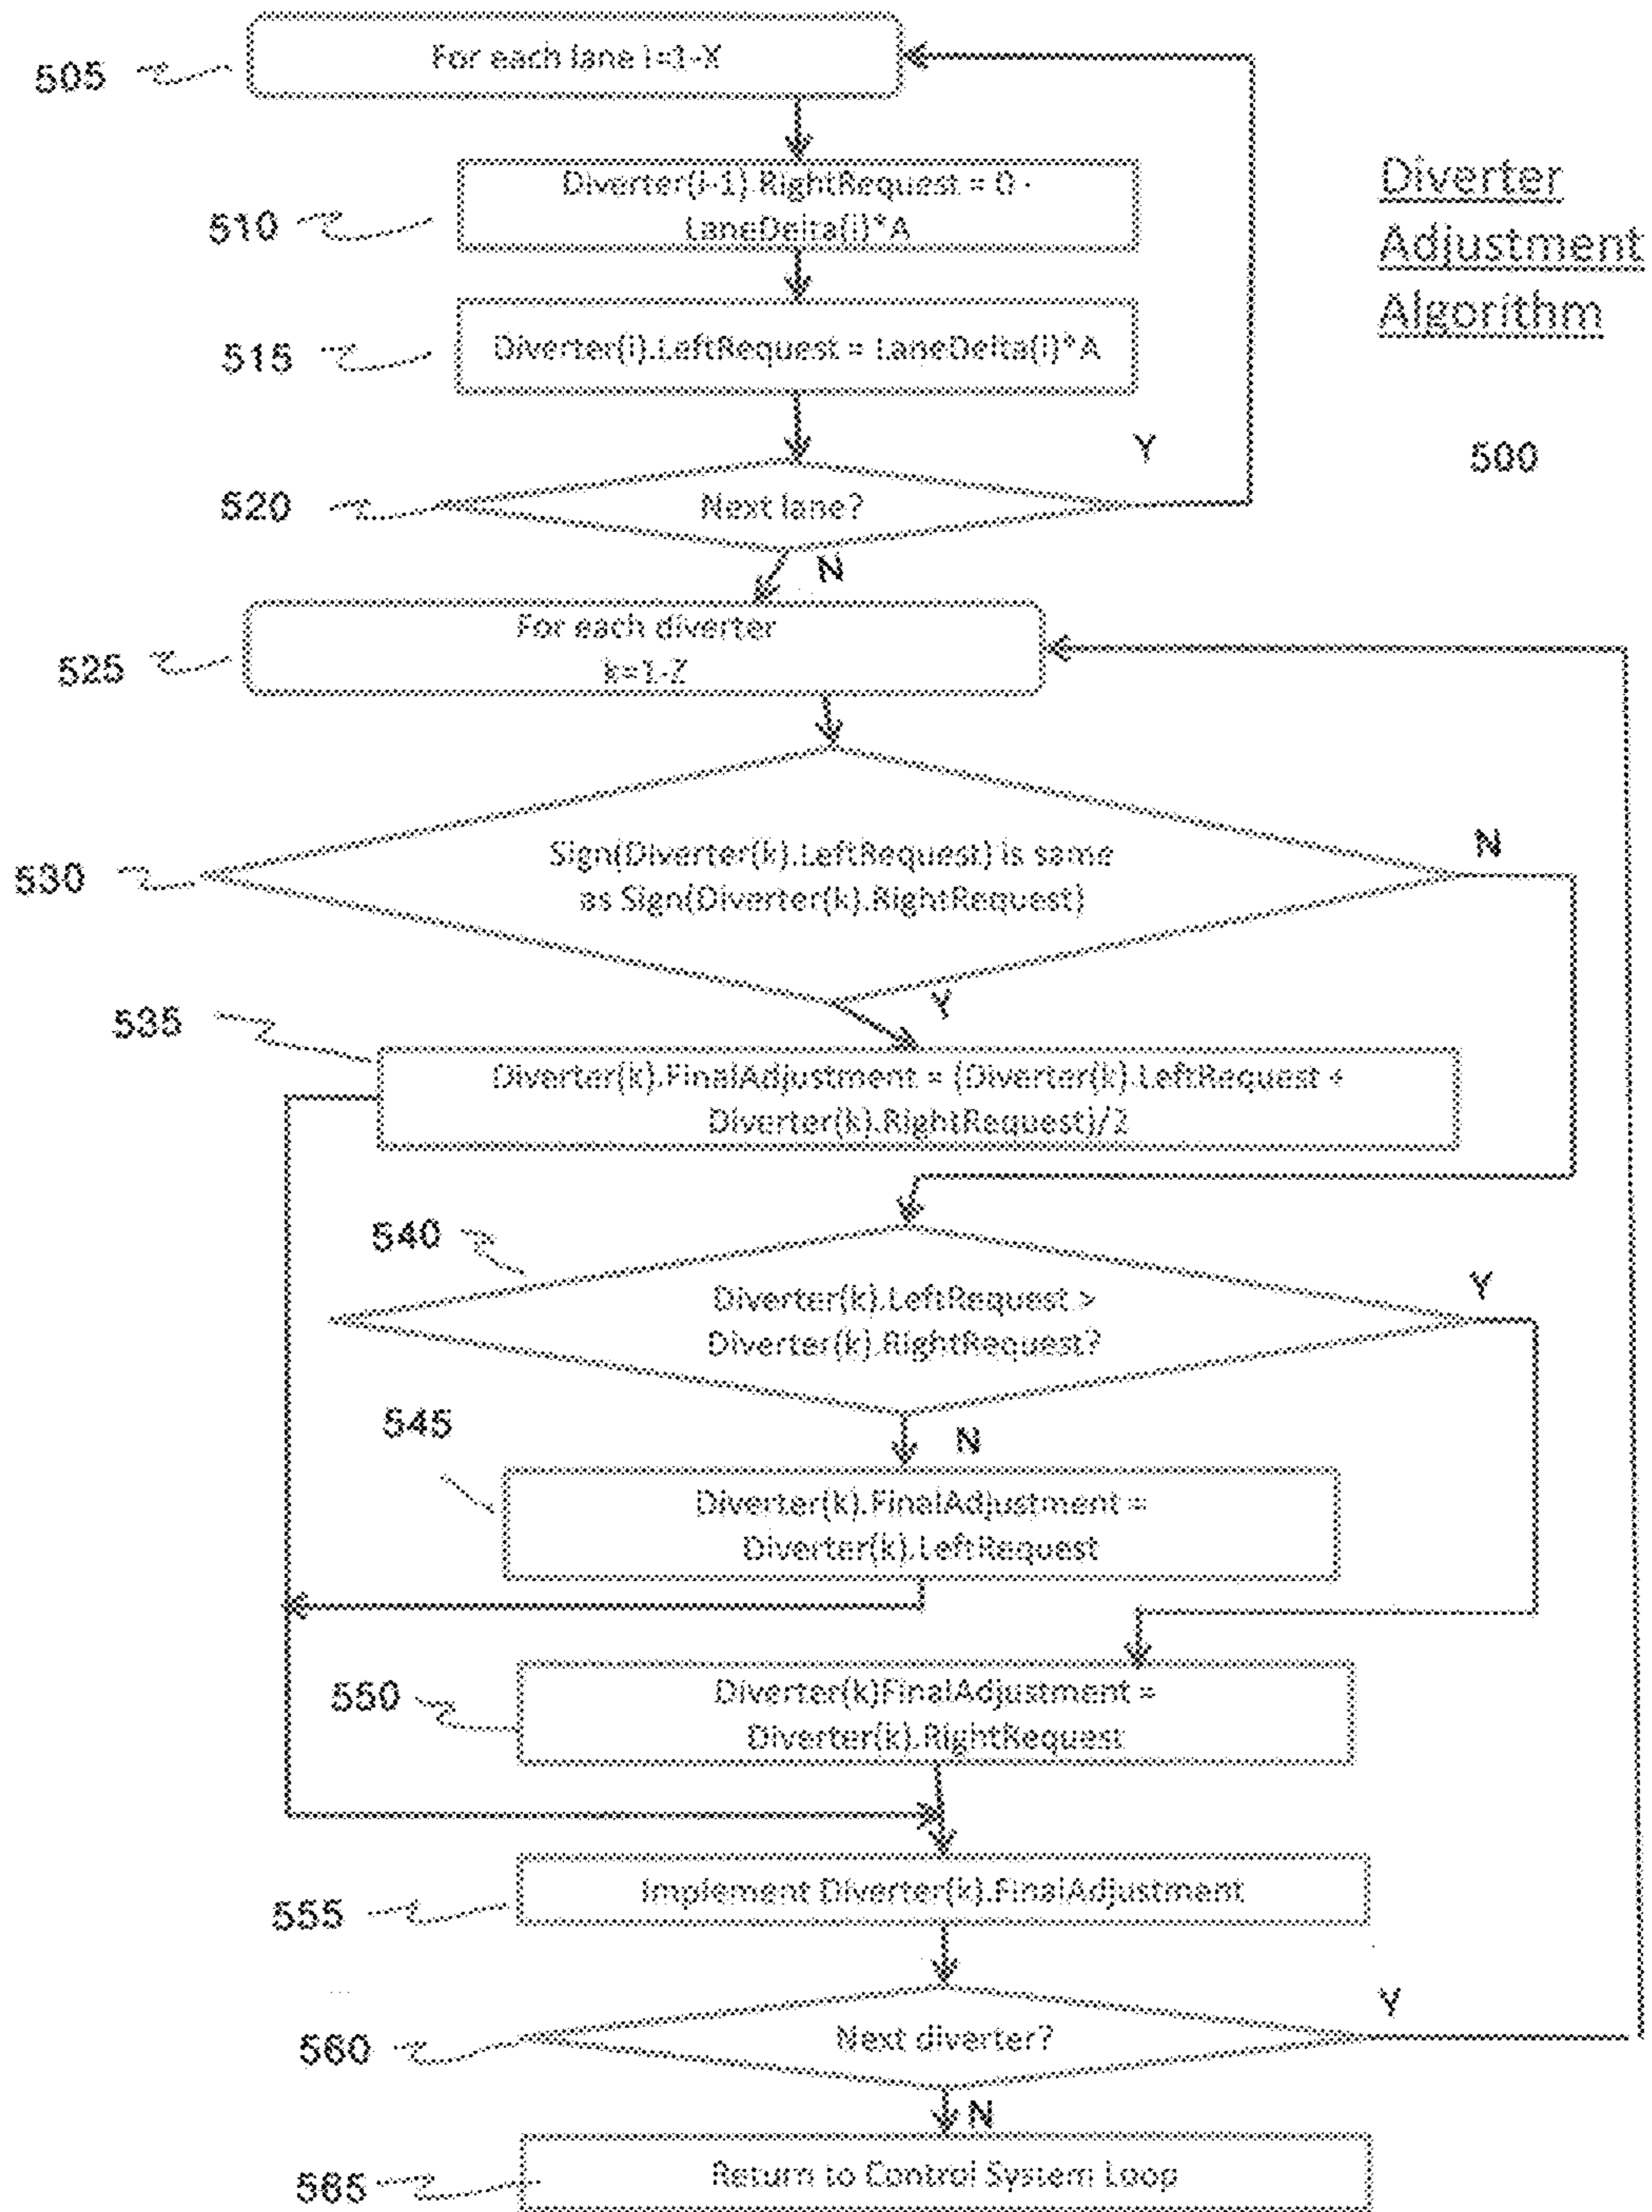 505
For each lane i=1-X
510
Diverter(i-1).RightRequest = 0 -
LaneDelta(i)*A
Diverter
Adjustment
Algorithm
515
Diverter(i).LeftRequest = LaneDelta(i)*A
Y
500
520
Next lane?
N
525
For each diverter
k=1-Z
530
Sign(Diverter(k).LeftRequest) is same
as Sign(Diverter(k).RightRequest)
N
Y
535
Diverter(k).FinalAdjustment = (Diverter(k).LeftRequest +
Diverter(k).RightRequest)/2
540
Diverter(k).LeftRequest >
Diverter(k).RightRequest?
Y
545
N
Diverter(k).FinalAdjustment =
Diverter(k).LeftRequest
550
Diverter(k)FinalAdjustment =
Diverter(k).RightRequest
555
Implement Diverter(k).FinalAdjustment
Y
560
Next diverter?
N
565
Return to Control System Loop